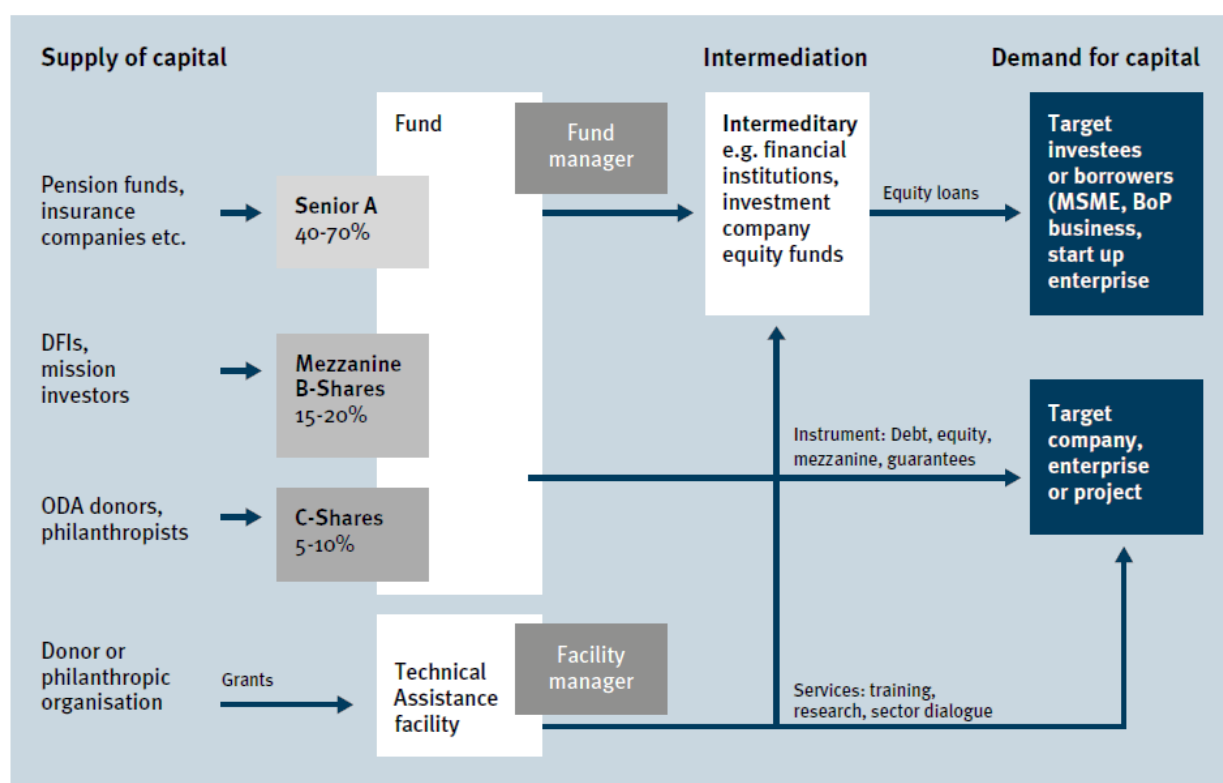 Supply of capital
Intermediation
Demand for capital
Fund
Fund
manager
Pension funds,
insurance
companies etc.
Senior A
40-70%
Intermeditary
e.g. financial
institutions,
investment
company
equity funds
Equity loans
Target
investees
or borrowers
(MSME, BoP
business,
start up
enterprise
DFIs,
mission
investors
Mezzanine
B-Shares
15-20%
Instrument: Debt, equity,
mezzanine, guarantees
Target
company,
enterprise
or project
ODA donors,
philanthropists
C-Shares
5-10%
Donor or
philanthropic
organisation
Grants
Technical
Assistance
facility
Facility
manager
Services: training,
research, sector dialogue